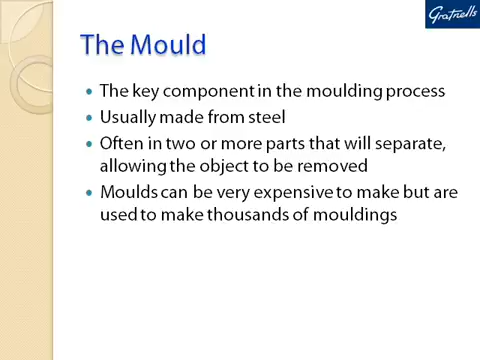 Gratnells
The Mould
• The key component in the moulding process
• Usually made from steel
• Often in two or more parts that will separate,
allowing the object to be removed
• Moulds can be very expensive to make but are
used to make thousands of mouldings